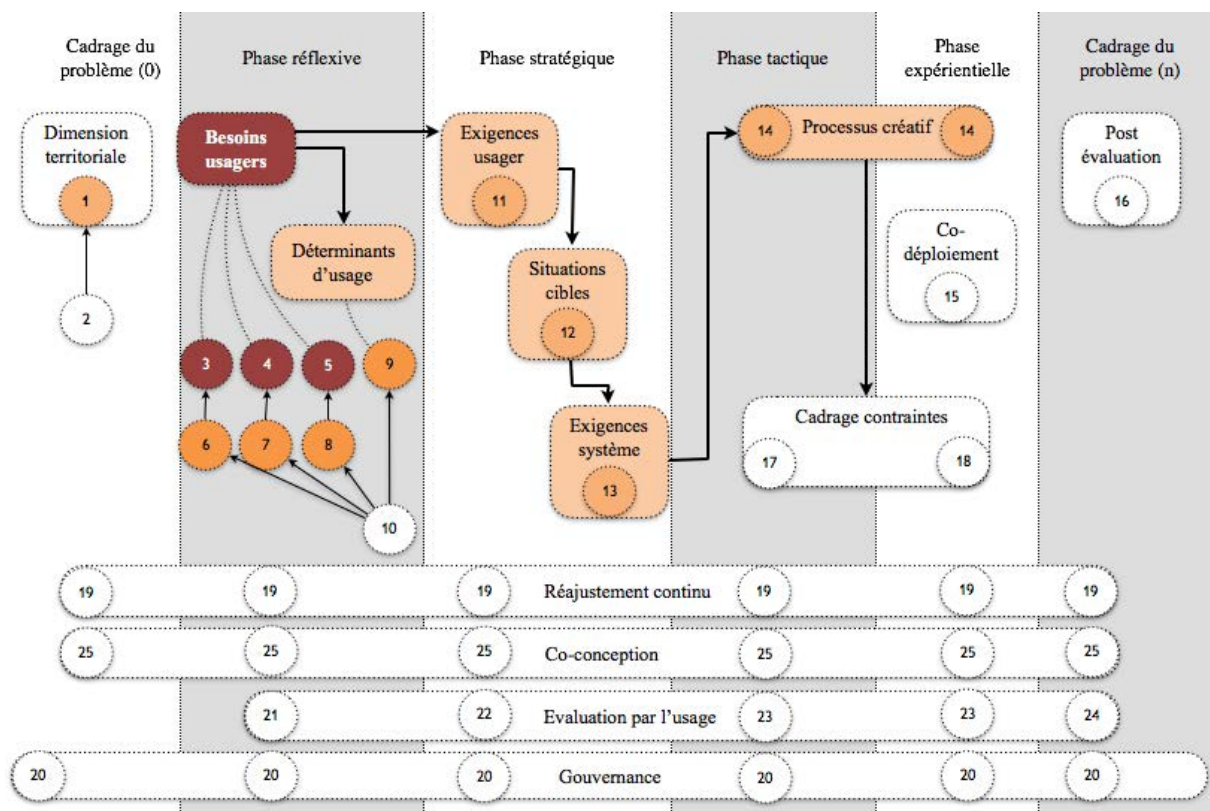 Cadrage du
problème (0)
Phase réflexive
Phase stratégique
Phase tactique
Phase
expérientielle
Cadrage du
problème (n)
Dimension
territoriale
1
2
Besoins
usagers
Déterminants
d'usage
3
4
5
9
6
7
8
10
Exigences
usager
11
Situations
cibles
12
Exigences
système
13
14
Processus créatif
14
Co-
déploiement
15
Post
évaluation
16
Cadrage contraintes
17
18
19
19
19
Réajustement continu
19
19
19
25
25
25
Co-conception
25
25
25
21
22
Evaluation par l'usage
23
23
24
20
20
20
Gouvernance
20
20
20